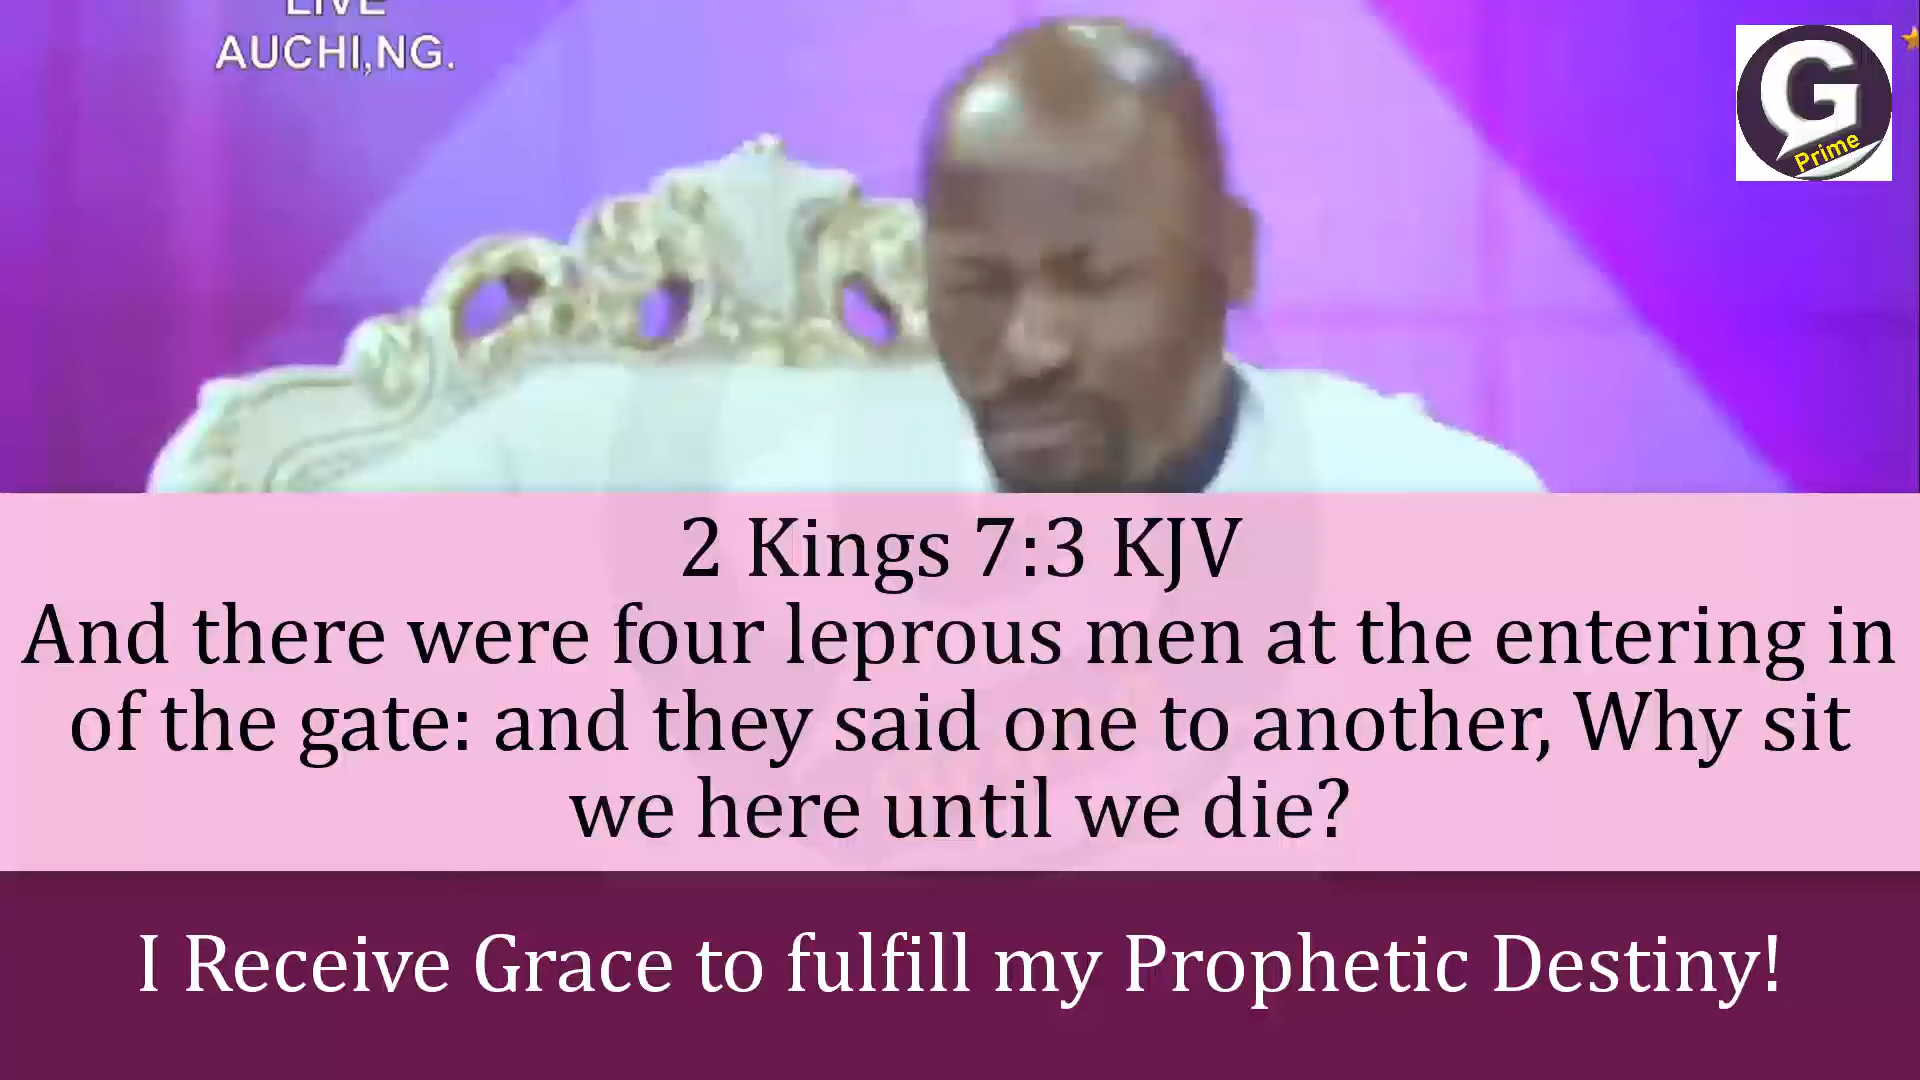 LIVE
AUCHI,NG.
G
Prime
2 Kings 7:3 KJV
And there were four leprous men at the entering in
of the gate: and they said one to another, Why sit
we here until we die?
I Receive Grace to fulfill my Prophetic Destiny!